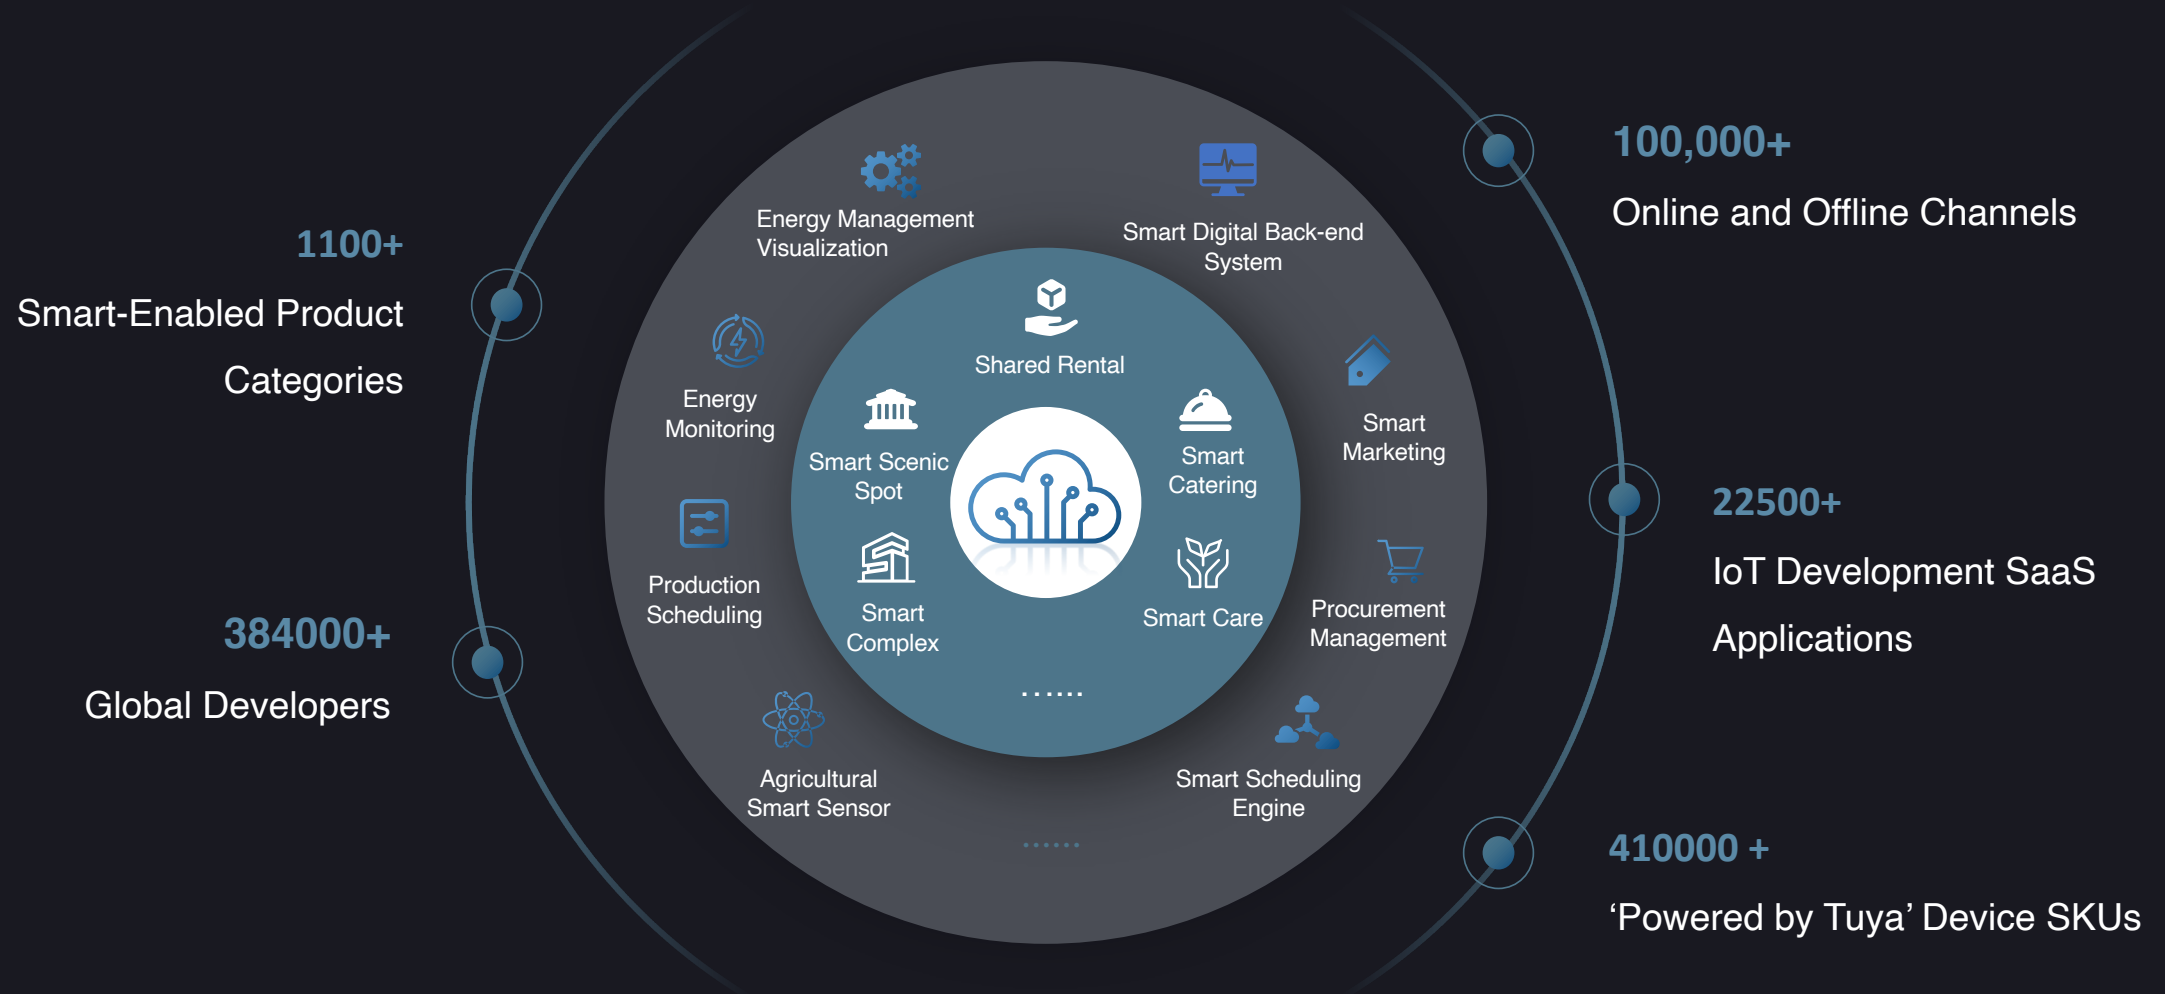 1100+
Smart-Enabled Product
Categories
384000+
Global Developers
Energy Management
Visualization
Smart Digital Back-end
System
Energy
Monitoring
Smart
Marketing
Production
Scheduling
Procurement
Management
Agricultural
Smart Sensor
Smart Scheduling
Engine
......
Shared Rental
Smart Scenic
Spot
Smart
Catering
Smart
Complex
Smart Care
......
100,000+
Online and Offline Channels
22500+
IoT Development SaaS
Applications
410000 +
‘Powered by Tuya’ Device SKUs